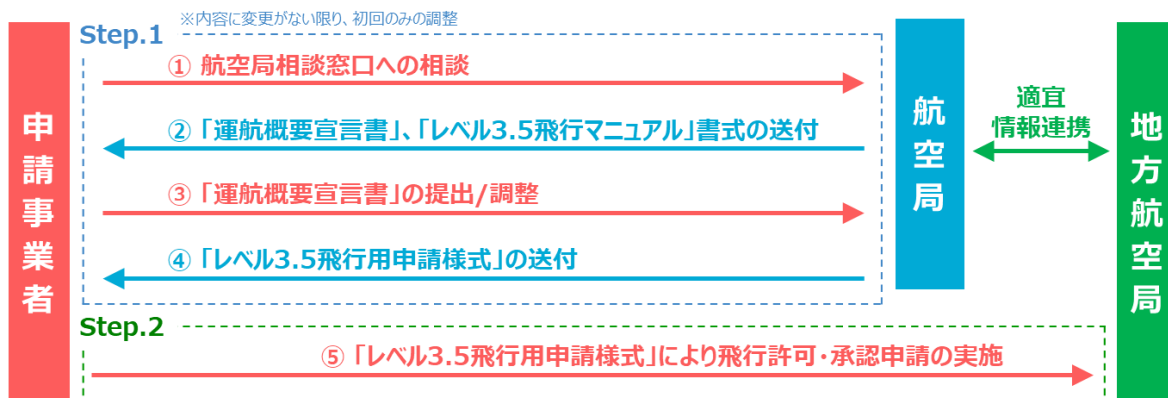 ※内容に変更がない限り、初回のみの調整
Step.1
① 航空局相談窓口への相談
②「運航概要宣言書」、「レベル3.5飛行マニュアル」書式の送付
③「運航概要宣言書」の提出/調整
④「レベル3.5飛行用申請様式」の送付
申請事業者
航空局
適宜
情報連携
地方航空局
Step.2
⑤「レベル3.5飛行用申請様式」により飛行許可・承認申請の実施